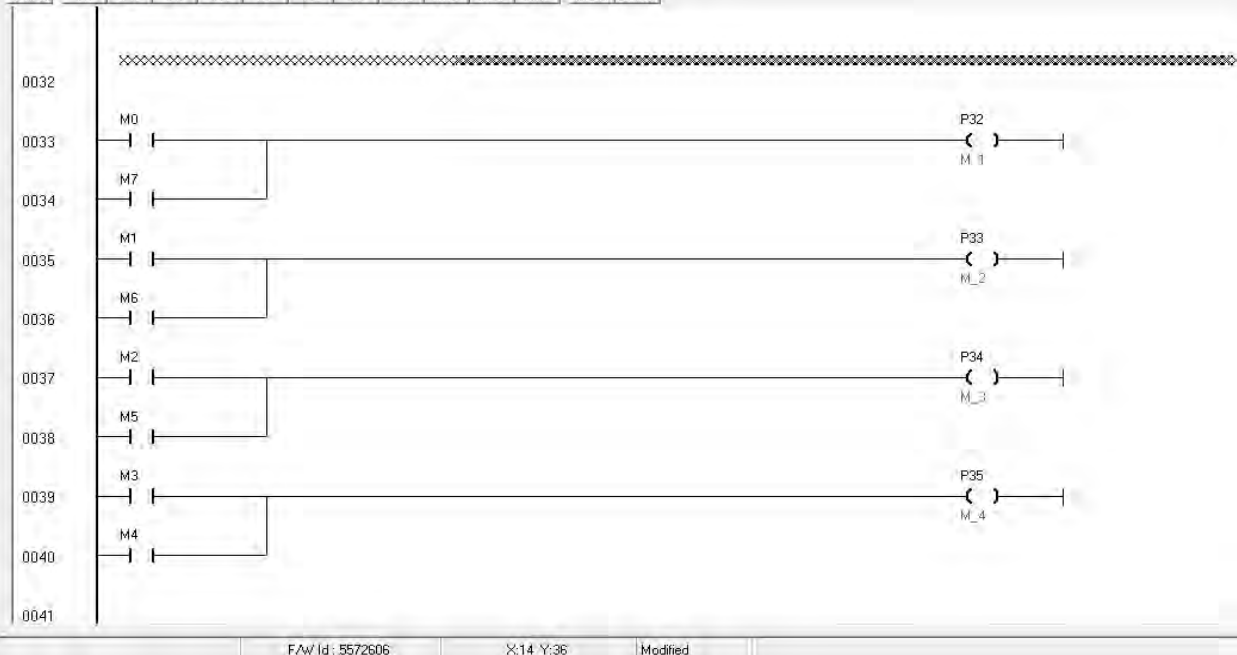 0032
M0 P32
0033
M_1
M7
0034
M1 P33
0035
M_2
M6
0036
M2 P34
0037
M_3
M5
0038
M3 P35
0039
M_4
M4
0040
0041
F/W Id : 5572606 X:14 Y:36 Modified